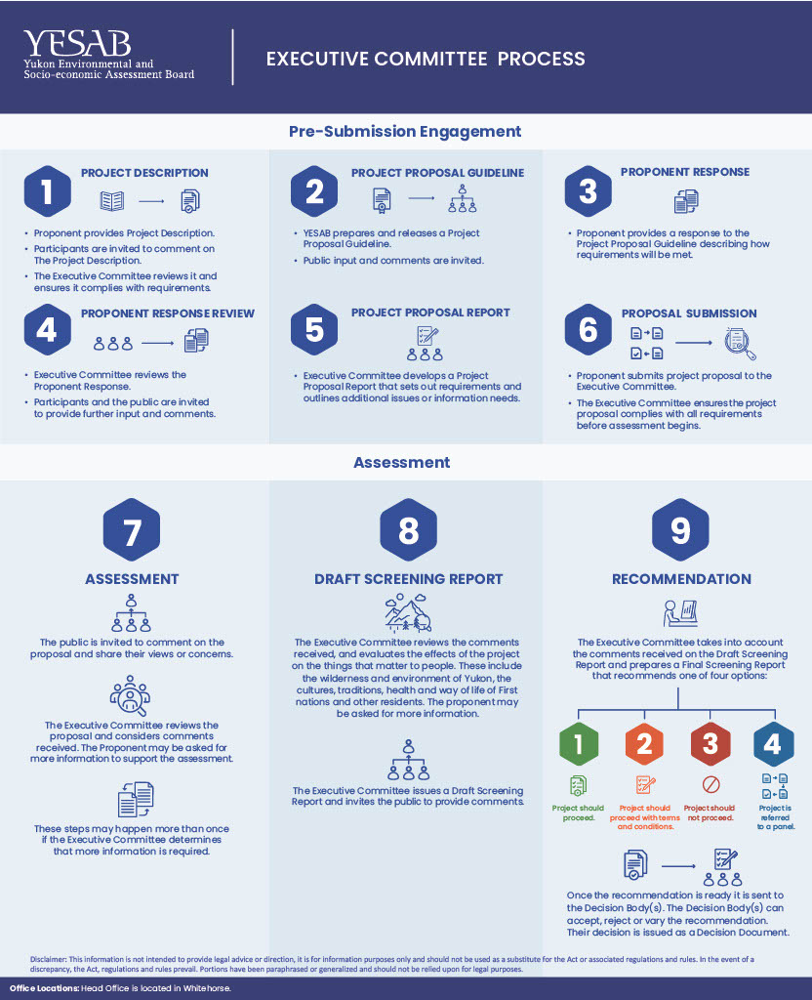 YESAB
Yukon Environmental and
Socio-economic Assessment Board
EXECUTIVE COMMITTEE PROCESS
Pre-Submission Engagement
1
PROJECT DESCRIPTION
• Proponent provides Project Description.
• Participants are invited to comment on
The Project Description.
• The Executive Committee reviews it and
ensures it complies with requirements.
2
PROJECT PROPOSAL GUIDELINE
• YESAB prepares and releases a Project
Proposal Guideline.
• Public input and comments are invited.
3
PROPONENT RESPONSE
• Proponent provides a response to the
Project Proposal Guideline describing how
requirements will be met.
4
PROPONENT RESPONSE REVIEW
• Executive Committee reviews the
Proponent Response.
• Participants and the public are invited
to provide further input and comments.
5
PROJECT PROPOSAL REPORT
• Executive Committee develops a Project
Proposal Report that sets out requirements and
outlines additional issues or information needs.
6
PROPOSAL SUBMISSION
• Proponent submits project proposal to the
Executive Committee.
• The Executive Committee ensures the project
proposal complies with all requirements
before assessment begins.
Assessment
7
ASSESSMENT
The public is invited to comment on the
proposal and share their views or concerns.
The Executive Committee reviews the
proposal and considers comments
received. The Proponent may be asked for
more information to support the assessment.
These steps may happen more than once
if the Executive Committee determines
that more information is required.
8
DRAFT SCREENING REPORT
The Executive Committee reviews the comments
received, and evaluates the effects of the project
on the things that matter to people. These include
the wilderness and environment of Yukon, the
cultures, traditions, health and way of life of First
nations and other residents. The proponent may
be asked for more information.
The Executive Committee issues a Draft Screening
Report and invites the public to provide comments.
9
RECOMMENDATION
The Executive Committee takes into account
the comments received on the Draft Screening
Report and prepares a Final Screening Report
that recommends one of four options:
1
Project should
proceed.
2
Project should
proceed with terms
and conditions.
3
Project should
not proceed.
4
Project is
referred
to a panel.
Once the recommendation is ready it is sent to
the Decision Body(s). The Decision Body(s) can
accept, reject or vary the recommendation.
Their decision is issued as a Decision Document.
Disclaimer: This information is not intended to provide legal advice or direction, it is for information purposes only and should not be used as a substitute for the Act or associated regulations and rules. In the event of a
discrepancy, the Act, regulations and rules prevail. Portions have been paraphrased or generalized and should not be relied upon for legal purposes.
Office Locations: Head Office is located in Whitehorse.